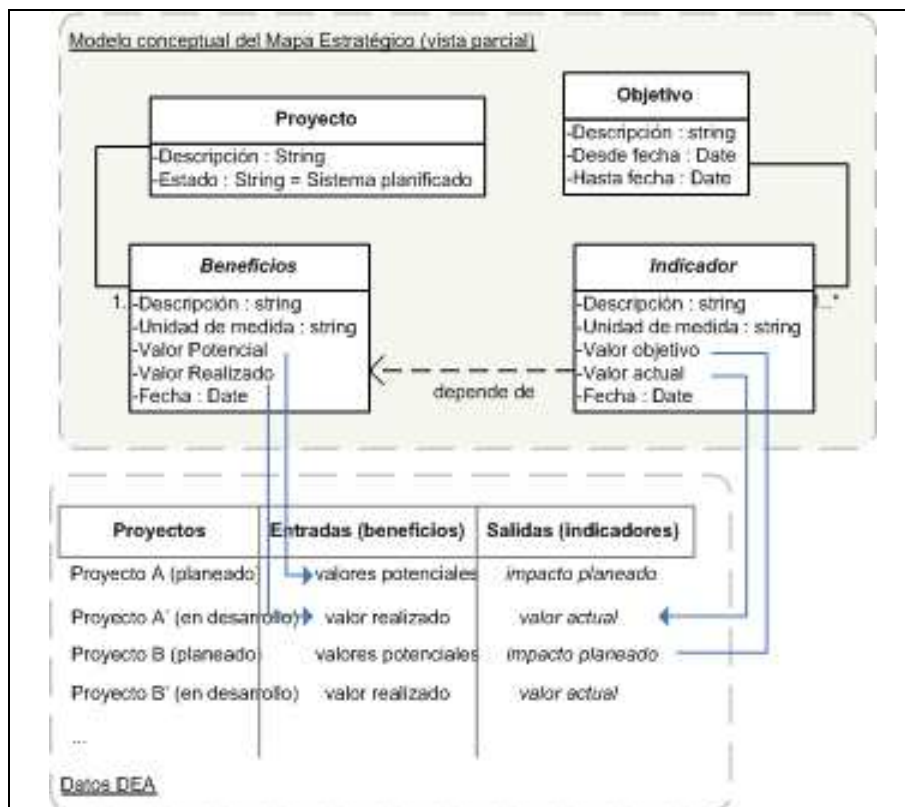 Modelo conceptual del Mapa Estratégico (vista parcial)
Proyecto
-Descripción : String
-Estado : String = Sistema planificado
Objetivo
-Descripción : string
-Desde fecha : Date
-Hasta fecha : Date
Beneficios
1..
-Descripción : string
-Unidad de medida : string
-Valor Potencial
-Valor Realizado
-Fecha : Date
depende de
Indicador
-Descripción : string
-Unidad de medida : string
-Valor objetivo
-Valor actual
-Fecha : Date
Proyectos Entradas (beneficios) Salidas (indicadores)
Proyecto A (planeado) valores potenciales impacto planeado
Proyecto A' (en desarrollo) valor realizado valor actual
Proyecto B (planeado) valores potenciales impacto planeado
Proyecto B' (en desarrollo) valor realizado valor actual
...
Datos DEA